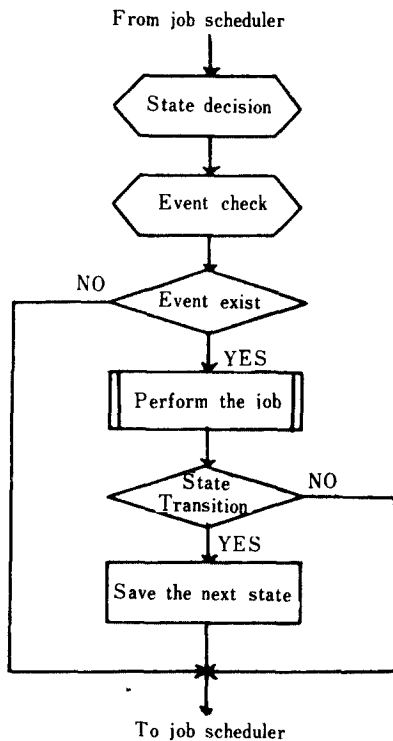 From job scheduler
State decision
Event check
NO
Event exist
YES
Perform the job
State
Transition
NO
YES
Save the next state
To job scheduler